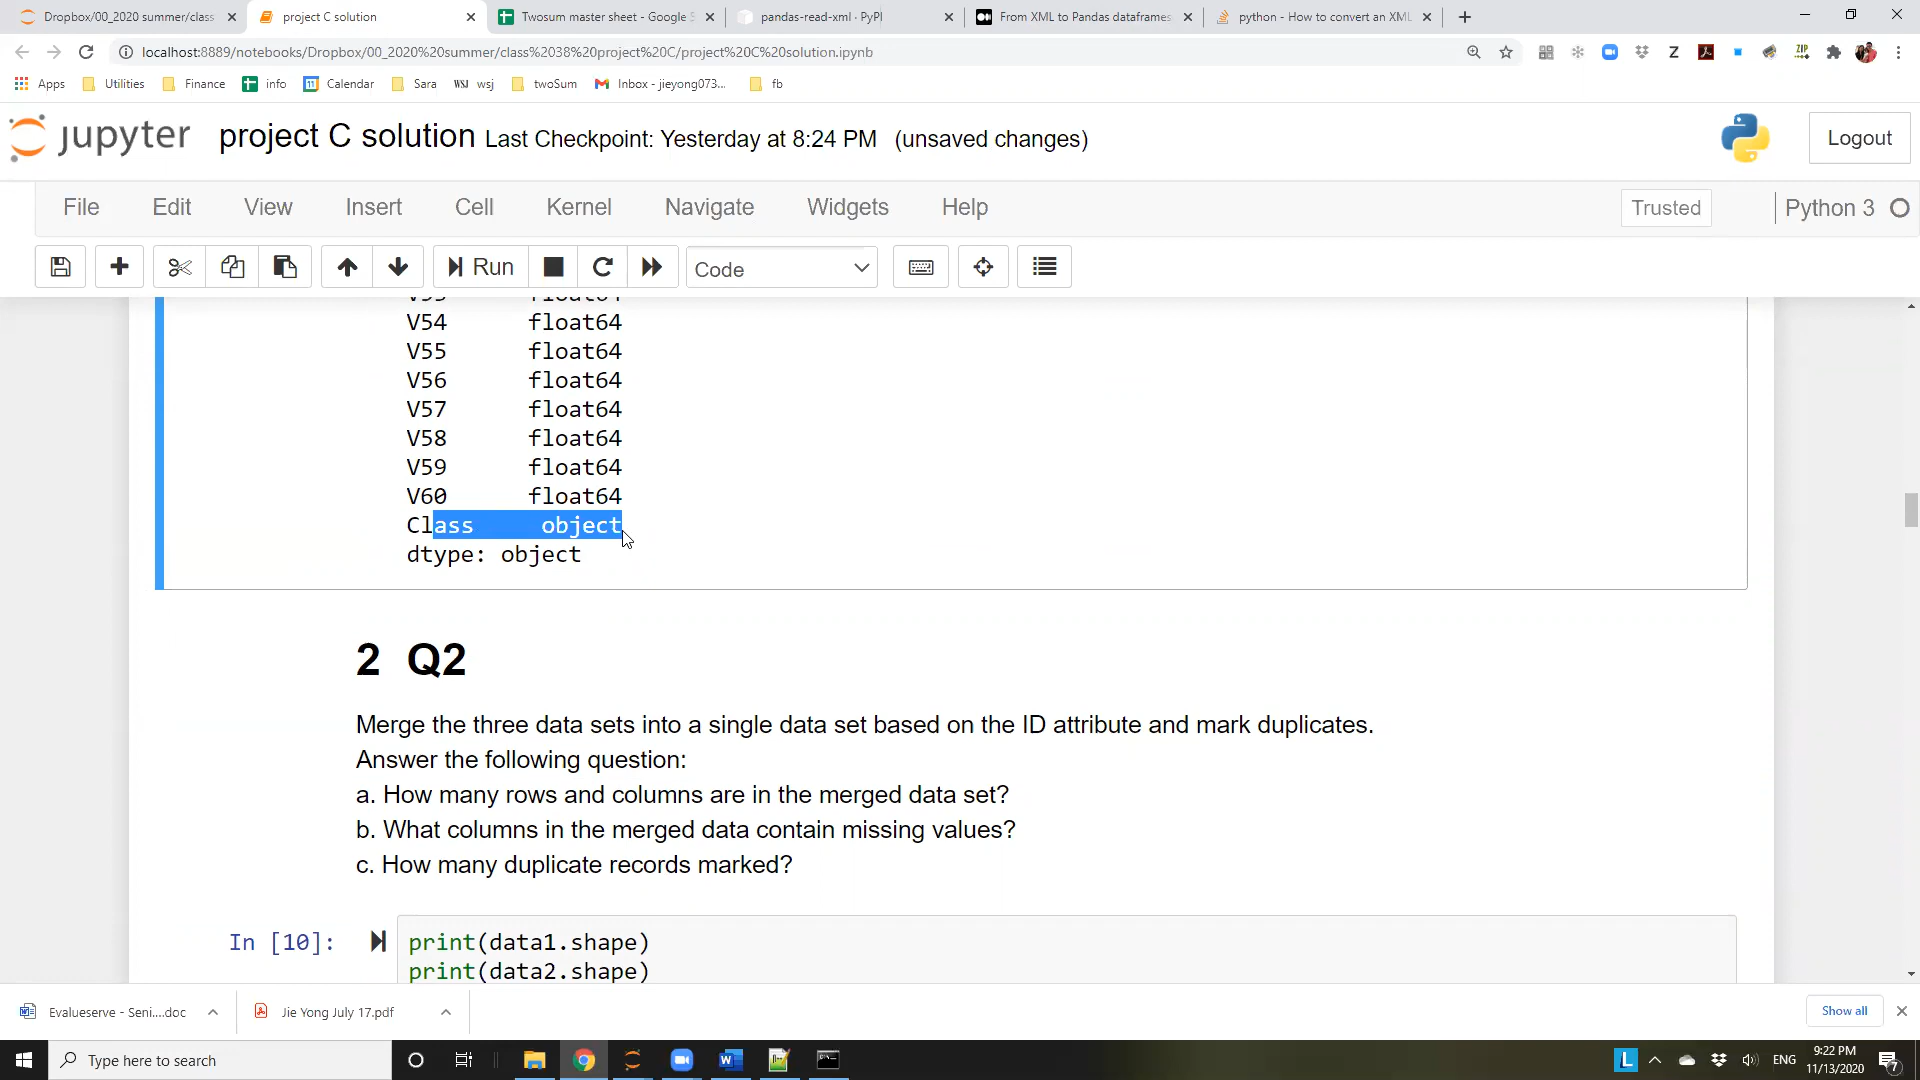 Dropbox/00_2020 summer/class
project C solution
Twosum master sheet - Google S
pandas-read-xml · PyPI
From XML to Pandas dataframes
python - How to convert an XML
localhost:8889/notebooks/Dropbox/00_2020%20summer/class%2038%20project%20C/project%20C%20solution.ipynb
Apps
Utilities
Finance
info
Calendar
Sara
WSJ wsj
twoSum
Inbox - jieyong073...
fb
jupyter
project C solution Last Checkpoint: Yesterday at 8:24 PM (unsaved changes)
Logout
File
Edit
View
Insert
Cell
Kernel
Navigate
Widgets
Help
Trusted
Python 3
Run
Code
V53 float64
V54 float64
V55 float64
V56 float64
V57 float64
V58 float64
V59 float64
V60 float64
Class object
dtype: object
2 Q2
Merge the three data sets into a single data set based on the ID attribute and mark duplicates.
Answer the following question:
a. How many rows and columns are in the merged data set?
b. What columns in the merged data contain missing values?
c. How many duplicate records marked?
In [10]:
print(data1.shape)
print(data2.shape)
Evalueserve - Seni....doc
Jie Yong July 17.pdf
Show all
Type here to search
ENG
9:22 PM
11/13/2020
7